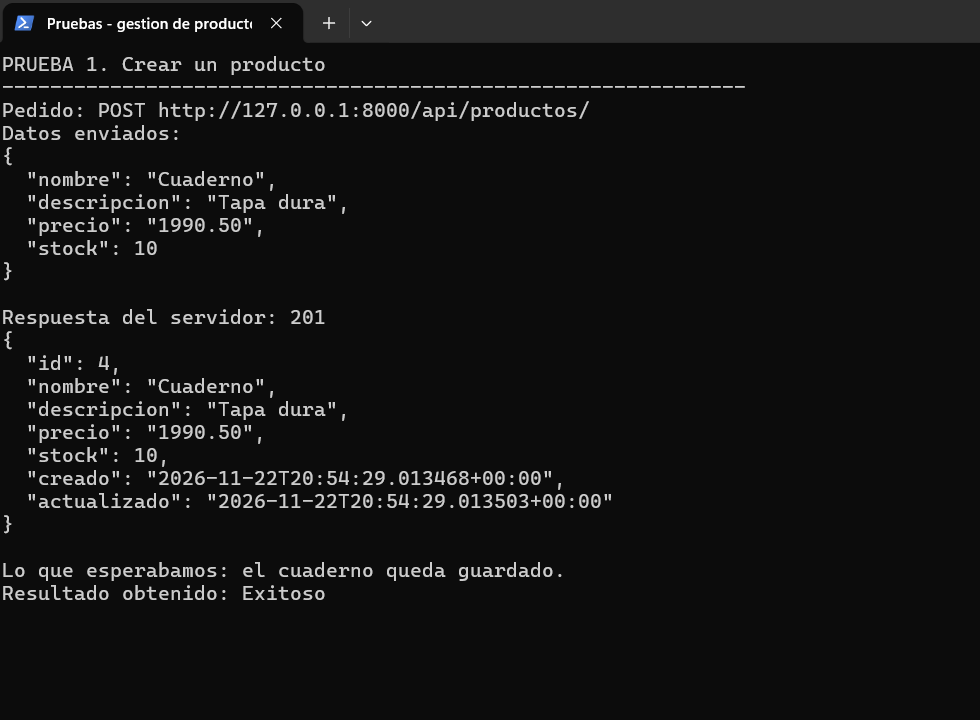 Pruebas - gestion de product
PRUEBA 1. Crear un producto
--------------------------------------------------------------
Pedido: POST http://127.0.0.1:8000/api/productos/
Datos enviados:
{
  "nombre": "Cuaderno",
  "descripcion": "Tapa dura",
  "precio": "1990.50",
  "stock": 10
}
Respuesta del servidor: 201
{
  "id": 4,
  "nombre": "Cuaderno",
  "descripcion": "Tapa dura",
  "precio": "1990.50",
  "stock": 10,
  "creado": "2026-11-22T20:54:29.013468+00:00",
  "actualizado": "2026-11-22T20:54:29.013503+00:00"
}
Lo que esperabamos: el cuaderno queda guardado.
Resultado obtenido: Exitoso